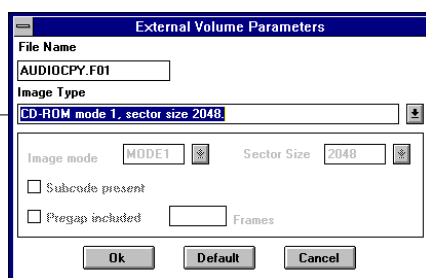 External Volume Parameters
File Name
AUDIOCPY.F01
Image Type
CD-ROM mode 1, sector size 2048.
Image mode MODE1 Sector Size 2048
Subcode present
Pregap included Frames
Ok Default Cancel